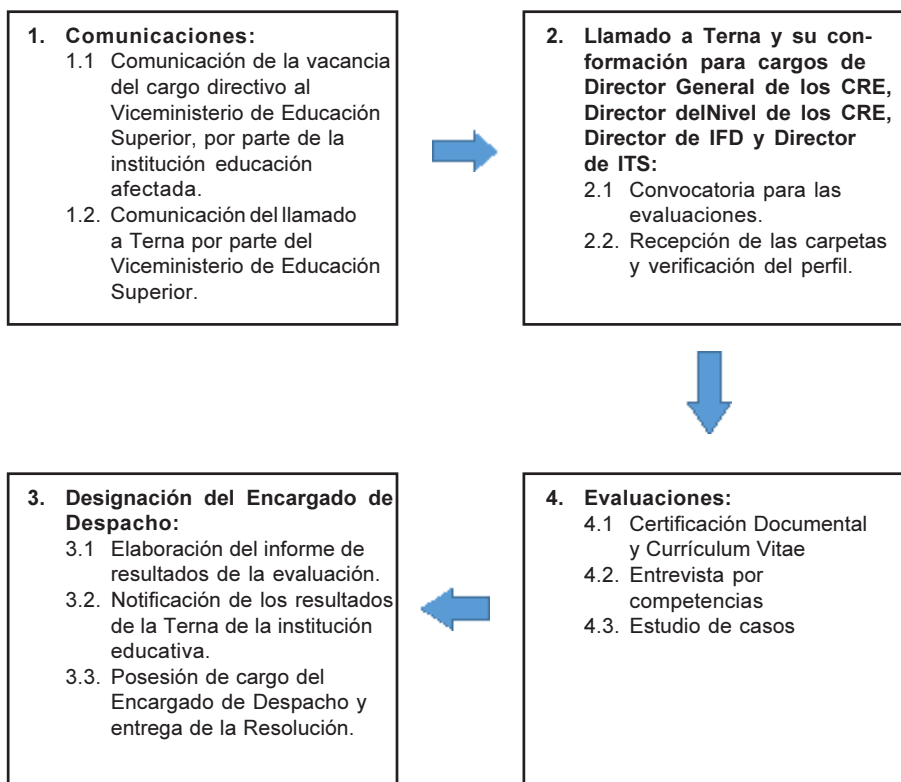 1. Comunicaciones:
1.1 Comunicación de la vacancia
del cargo directivo al
Viceministerio de Educación
Superior, por parte de la
institución educación
afectada.
1.2. Comunicación del llamado
a Terna por parte del
Viceministerio de Educación
Superior.
2. Llamado a Terna y su con-
formación para cargos de
Director General de los CRE,
Director delNivel de los CRE,
Director de IFD y Director
de ITS:
2.1 Convocatoria para las
evaluaciones.
2.2. Recepción de las carpetas
y verificación del perfil.
3. Designación del Encargado de
Despacho:
3.1 Elaboración del informe de
resultados de la evaluación.
3.2. Notificación de los resultados
de la Terna de la institución
educativa.
3.3. Posesión de cargo del
Encargado de Despacho y
entrega de la Resolución.
4. Evaluaciones:
4.1 Certificación Documental
y Currículum Vitae
4.2. Entrevista por
competencias
4.3. Estudio de casos